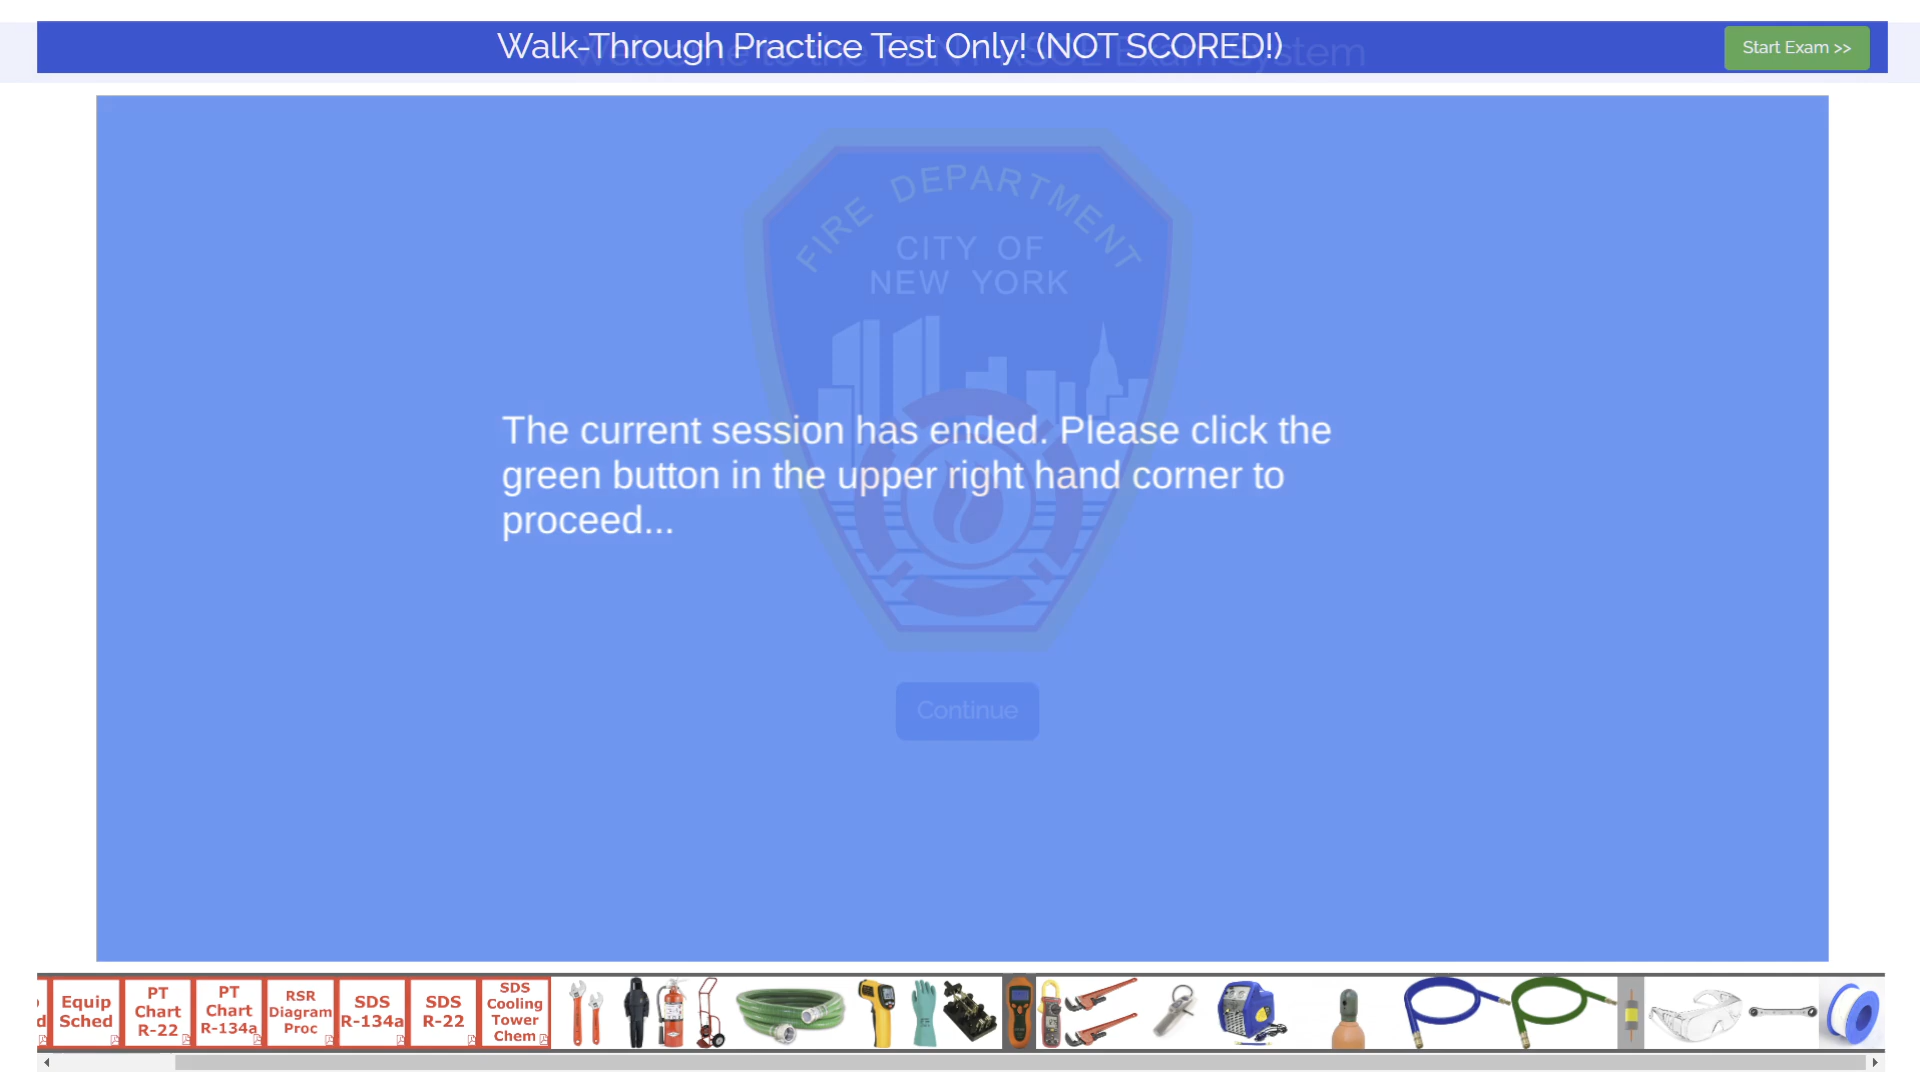 Walk-Through Practice Test Only! (NOT SCORED!)
Start Exam >>
FIRE DEPARTMENT
CITY OF
NEW YORK
The current session has ended. Please click the
green button in the upper right hand corner to
proceed...
Continue
Equip
Sched
PT
Chart
R-22
PT
Chart
R-134a
RSR
Diagram
Proc
SDS
R-134a
SDS
R-22
SDS
Cooling
Tower
Chem